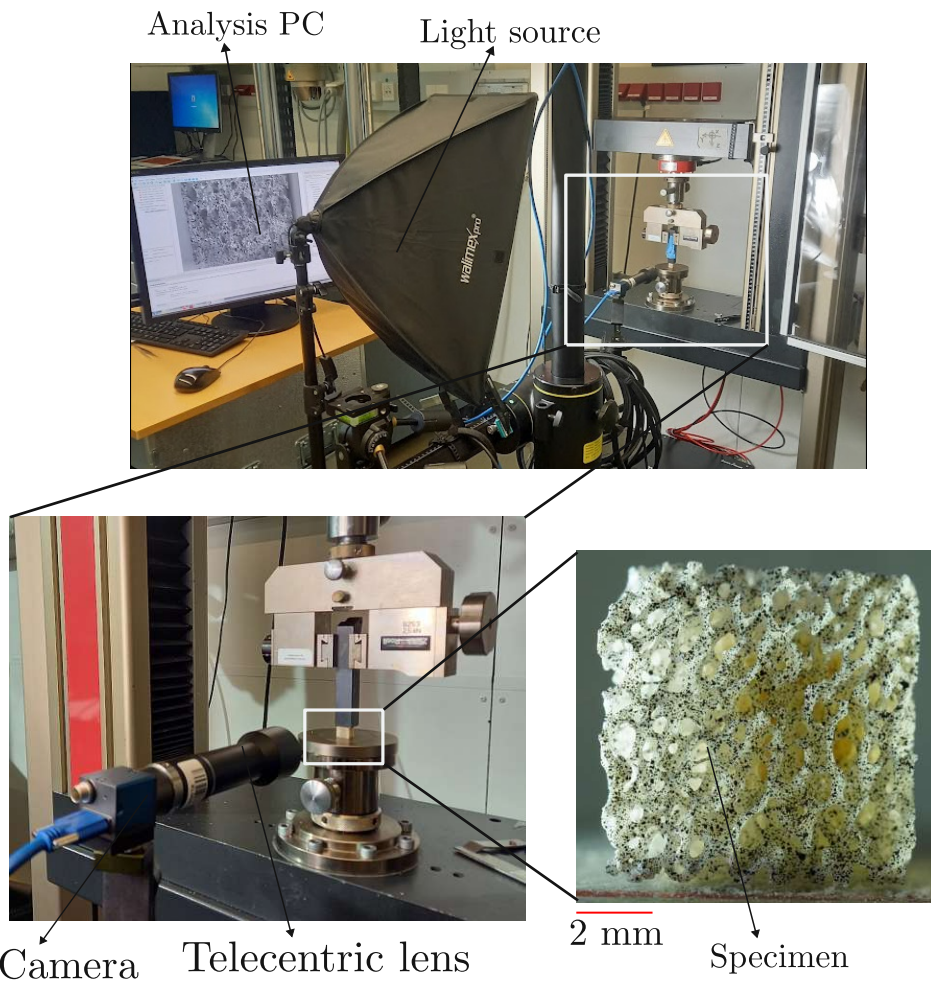 Analysis PC
Light source
walimex pro
Camera
Telecentric lens
2 mm
Specimen